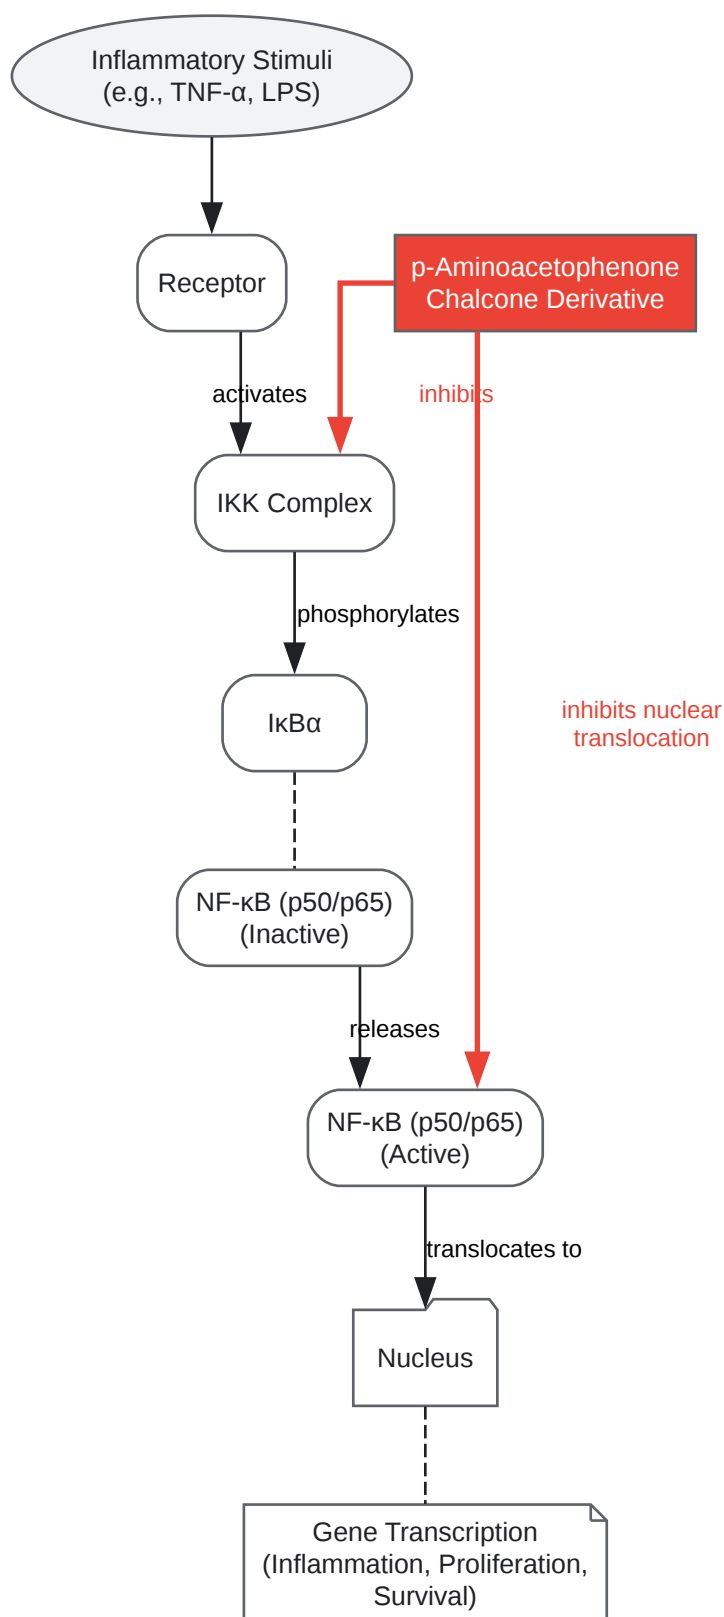 Inflammatory Stimuli
(e.g., TNF-α, LPS)
Receptor
p-Aminoacetophenone
Chalcone Derivative
activates
inhibits
IKK Complex
phosphorylates
IκBα
inhibits nuclear
translocation
NF-κB (p50/p65)
(Inactive)
releases
NF-κB (p50/p65)
(Active)
translocates to
Nucleus
Gene Transcription
(Inflammation, Proliferation,
Survival)